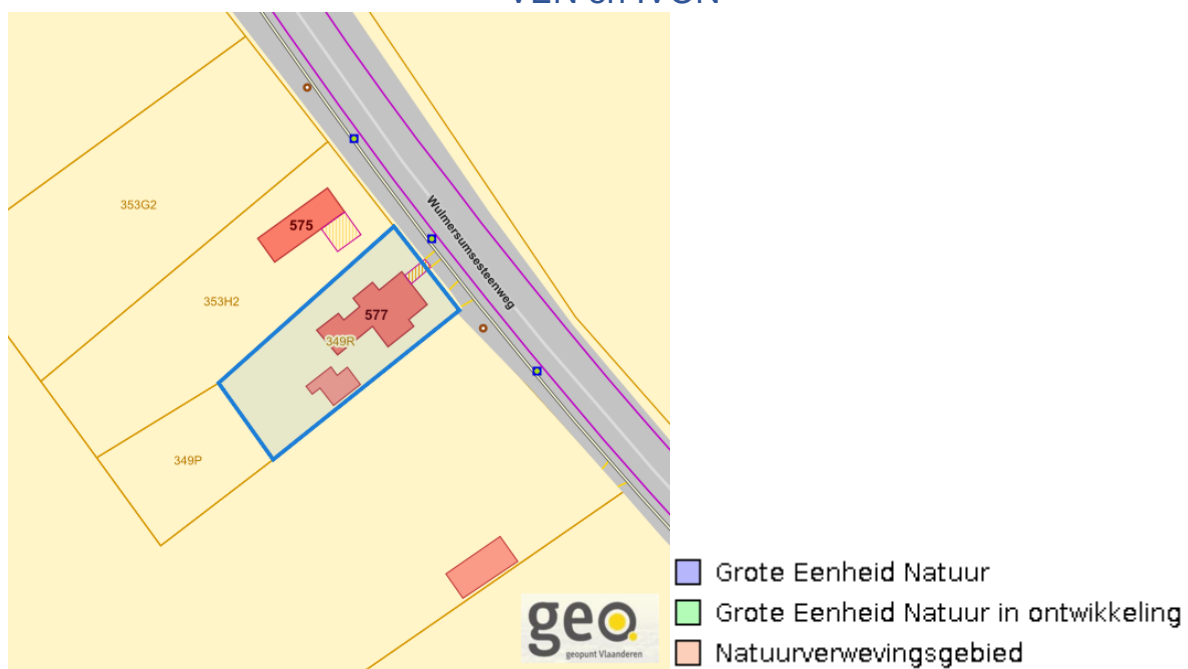 353G2
575
Wulmersumsesteenweg
353H2
577
349R
349P
geo
geopunt Vlaanderen
Grote Eenheid Natuur
Grote Eenheid Natuur in ontwikkeling
Natuurverwevingsgebied